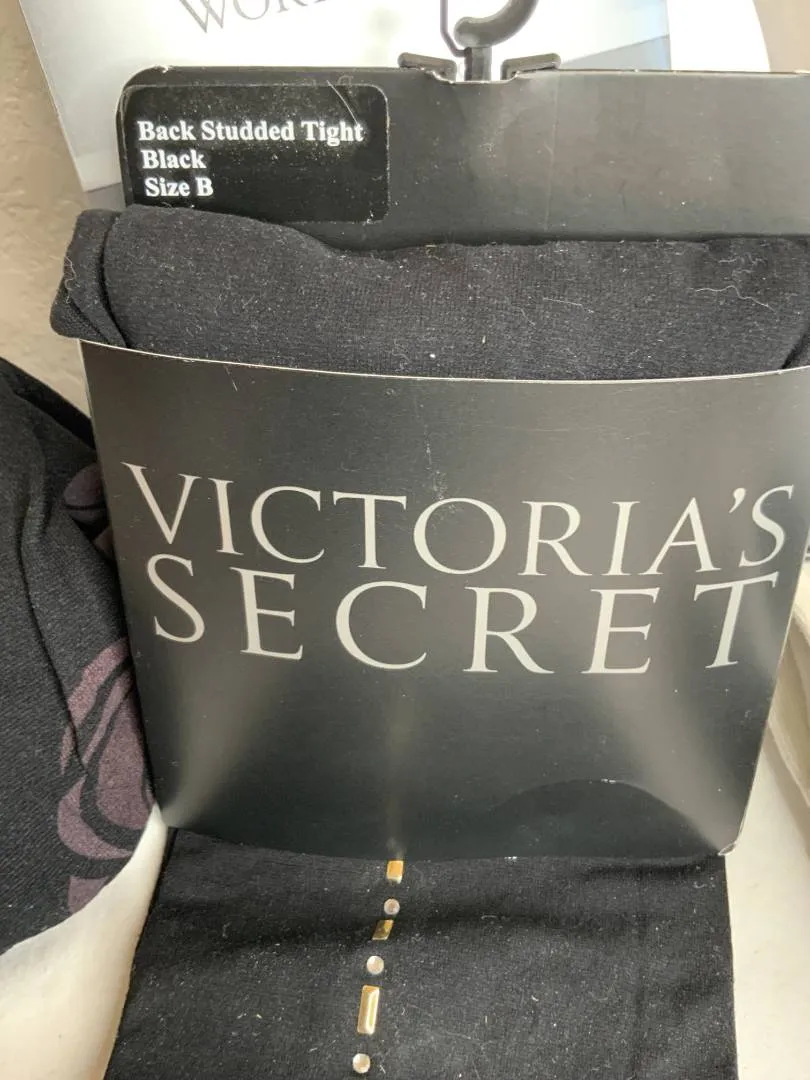 Back Studded Tight
Black
Size B
VICTORIA'S
SECRET